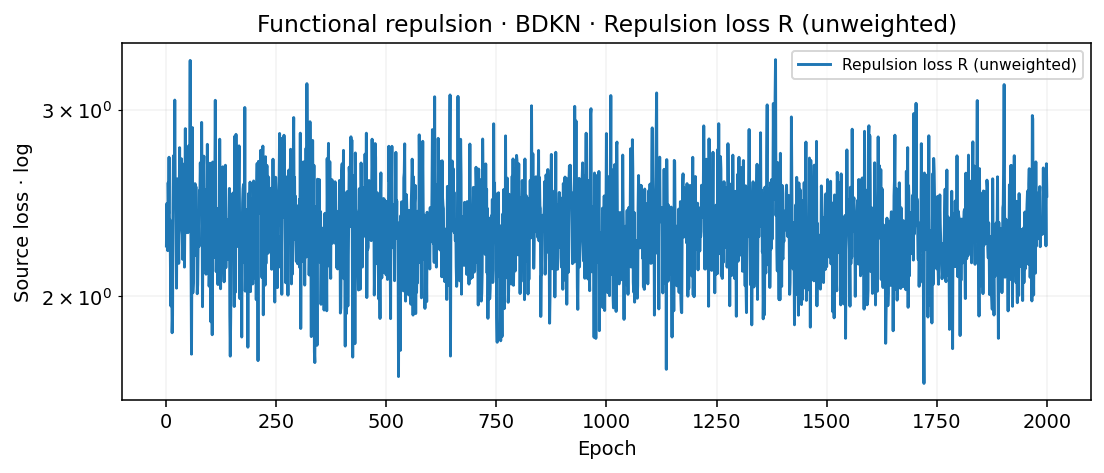 Functional repulsion · BDKN · Repulsion loss R (unweighted)
Repulsion loss R (unweighted)
3 × 10⁰
2 × 10⁰
Source loss · log
0 250 500 750 1000 1250 1500 1750 2000
Epoch